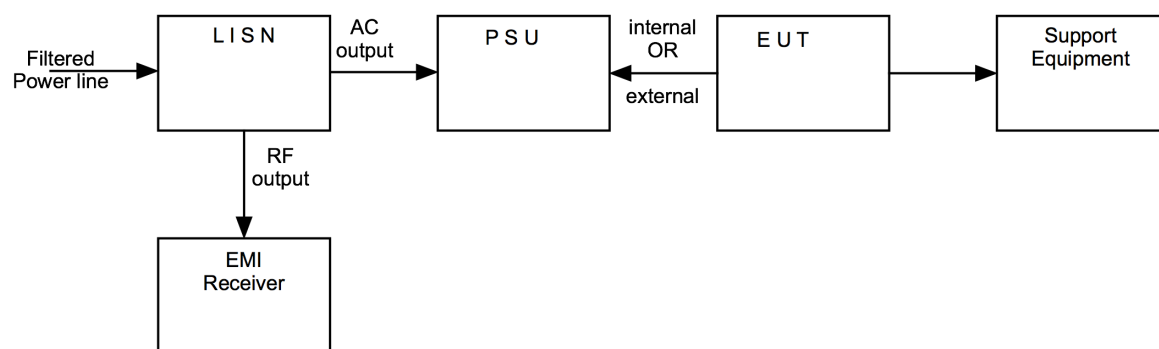 Filtered
Power line
L I S N
AC
output
P S U
internal
OR
external
E U T
Support
Equipment
RF
output
EMI
Receiver